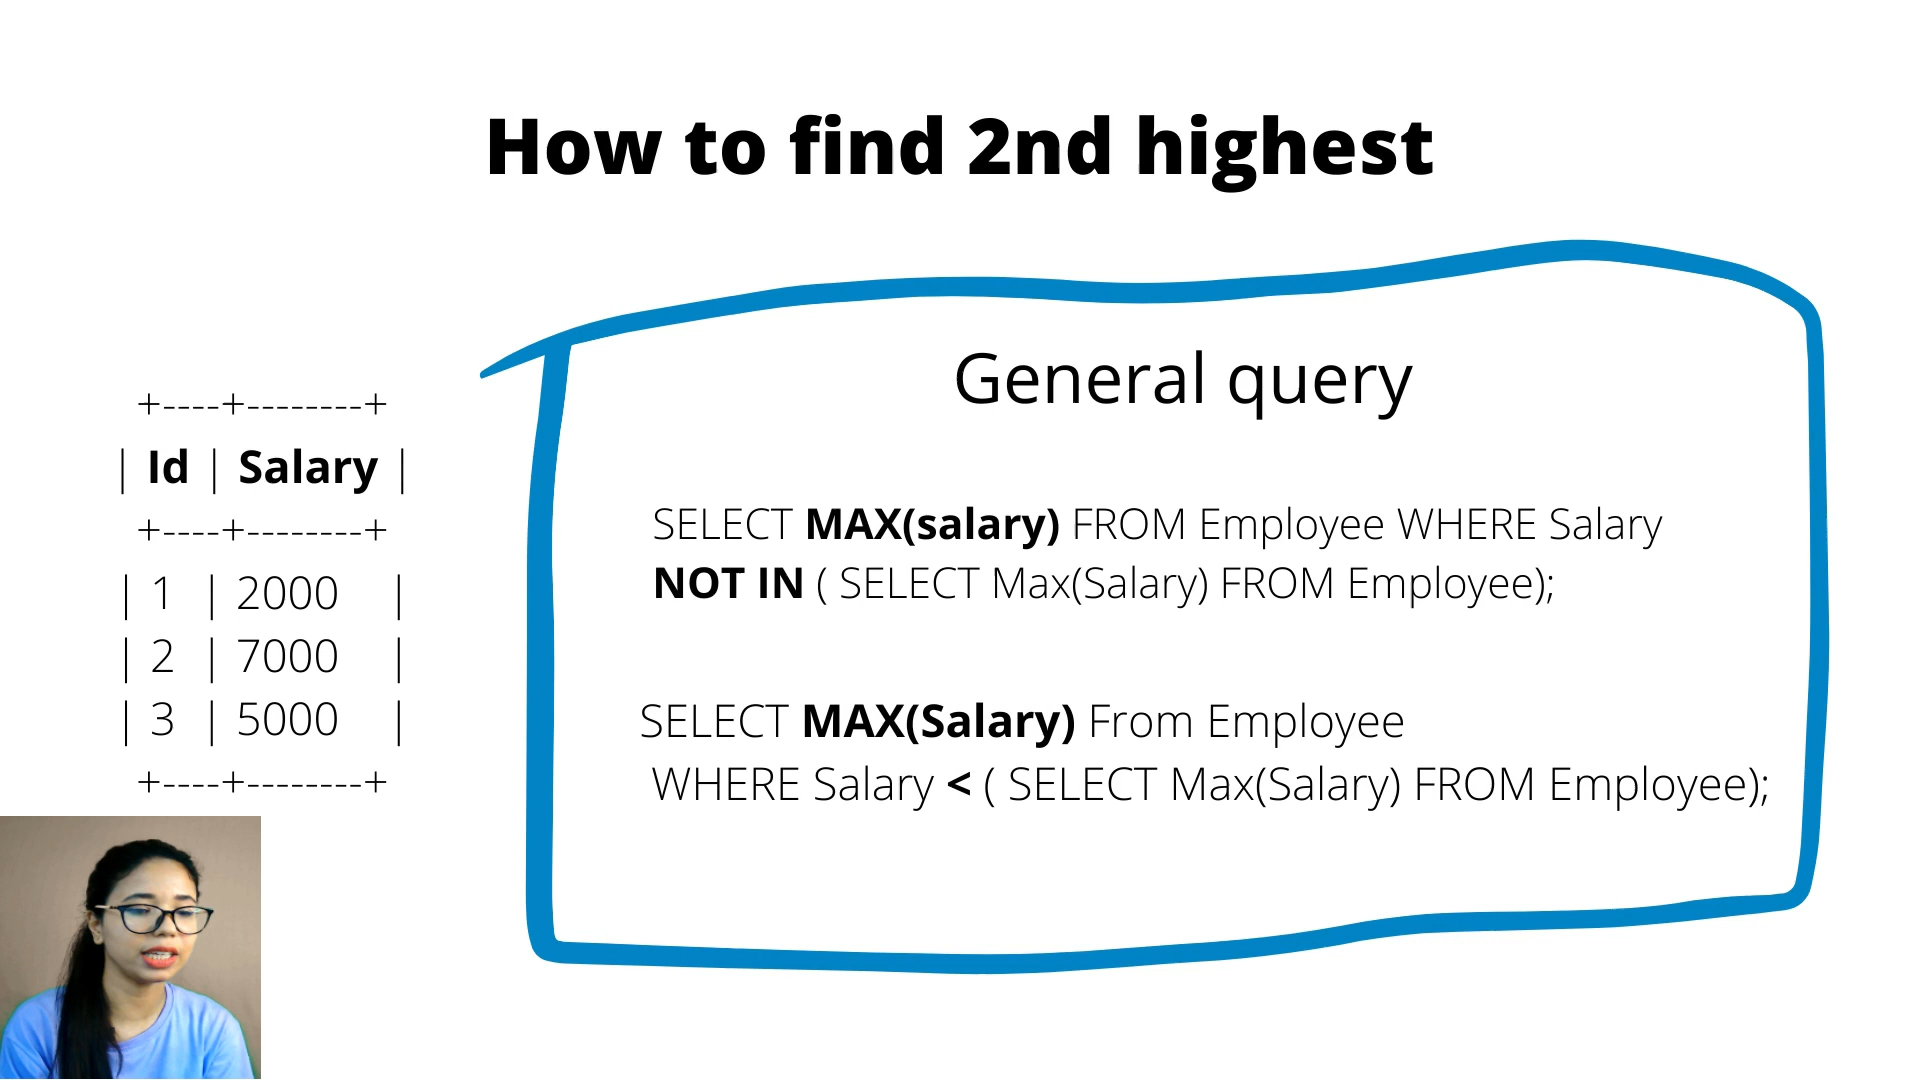 How to find 2nd highest
+----+--------+
| Id | Salary |
+----+--------+
| 1 | 2000 |
| 2 | 7000 |
| 3 | 5000 |
+----+--------+
General query
SELECT MAX(salary) FROM Employee WHERE Salary
NOT IN ( SELECT Max(Salary) FROM Employee);
SELECT MAX(Salary) From Employee
WHERE Salary < ( SELECT Max(Salary) FROM Employee);